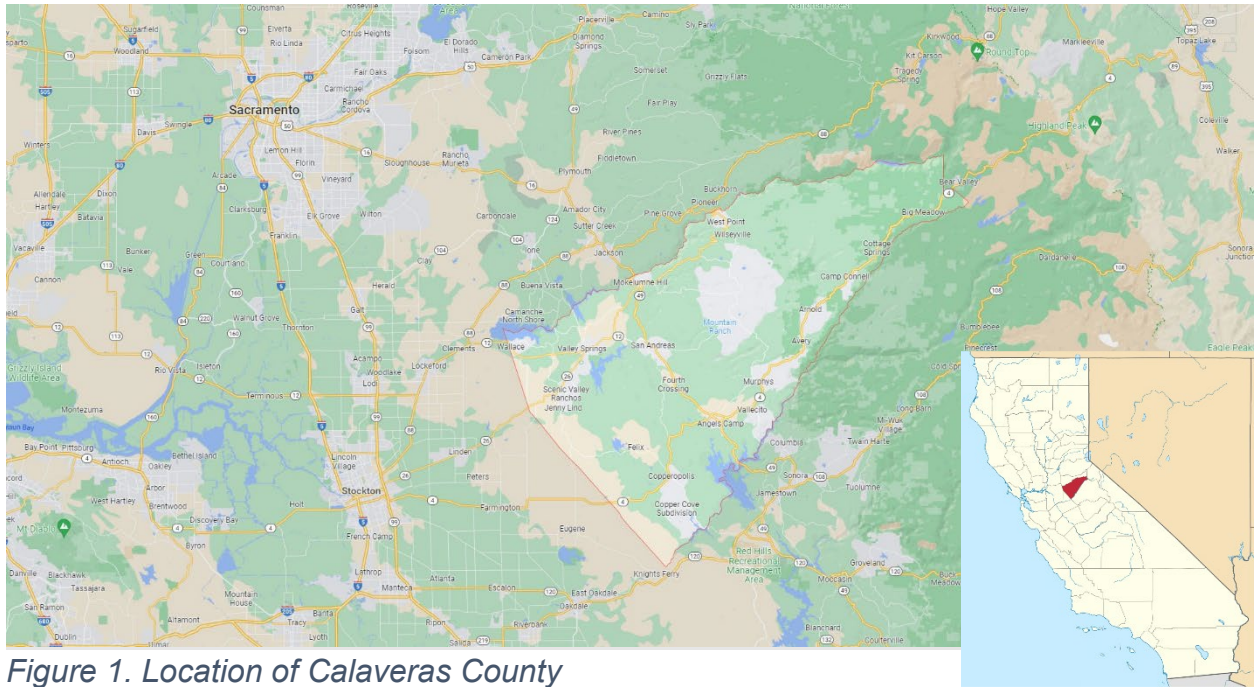 Roseville
Sugarfield
Elverta
Rio Linda
Citrus Heights
Folsom
El Dorado Hills
Placerville
Camino
Diamond Springs
Sly Park
Kirkwood
Hope Valley
Round Top
Markleeville
Topaz Lake
Woodland
Cameron Park
Kit Carson
Fair Oaks
Carmichael
Rancho Cordova
Somerset
Grizzly Flats
Tragedy Spring
Coleville
Sacramento
Fair Play
Highland Peak
Davis
Swingle
Lemon Hill
River Pines
Walker
Winters
Florin
Sloughhouse
Rancho Murieta
Fiddletown
Arcade
Vineyard
Plymouth
Allendale
Dixon
Hartley
Batavia
Clarksburg
Elk Grove
Wilton
Buckhorn
Pioneer
Bear Valley
Carbondale
Amador City
Pine Grove
Big Meadow
Franklin
Sutter Creek
West Point
Wilseyville
Vacaville
Bunker
Green
Ione
Jackson
Cottage Springs
Sonora Junction
Courtland
Clay
Dardanelle
Cannon
Vale
Herald
Buena Vista
Mokelumne Hill
Camp Connell
Walnut Grove
Galt
Camanche North Shore
Arnold
Thornton
Mountain Ranch
Bumblebee
Acampo
Clements
Wallace
Valley Springs
San Andreas
Avery
Pinecrest
Eagle Peak
Grizzly Island Wildlife Area
Rio Vista
Isleton
Woodlake
Lockeford
Lodi
Cold Spr
Terminous
Scenic Valley Ranchos
Fourth Crossing
Murphys
Montezuma
Jenny Lind
Vallecito
Long Barn
Angels Camp
Mi-Wuk Village
Bay Point
Pittsburg
Bethel Island
Linden
Felix
Columbia
Twain Harte
Antioch
Oakley
Lincoln Village
Peters
Copperopolis
Sonora
West Hartley
Arbor
Brentwood
Holt
Stockton
Jamestown
Tuolumne
Discovery Bay
Farmington
Copper Cove Subdivision
Mt Diablo
Byron
French Camp
Eugene
Red Hills Recreational Management Area
Groveland
Buck Meadow
Danville
Blackhawk
Tassajara
Lathrop
Atlanta
Knights Ferry
Moccasin
Mountain House
Manteca
Escalon
East Oakdale
Oakdale
San Ramon
Banta
Riverbank
Blanchard
Dublin
Altamont
Tracy
Lyoth
Ripon
Salida
Coulterville
Figure 1. Location of Calaveras County